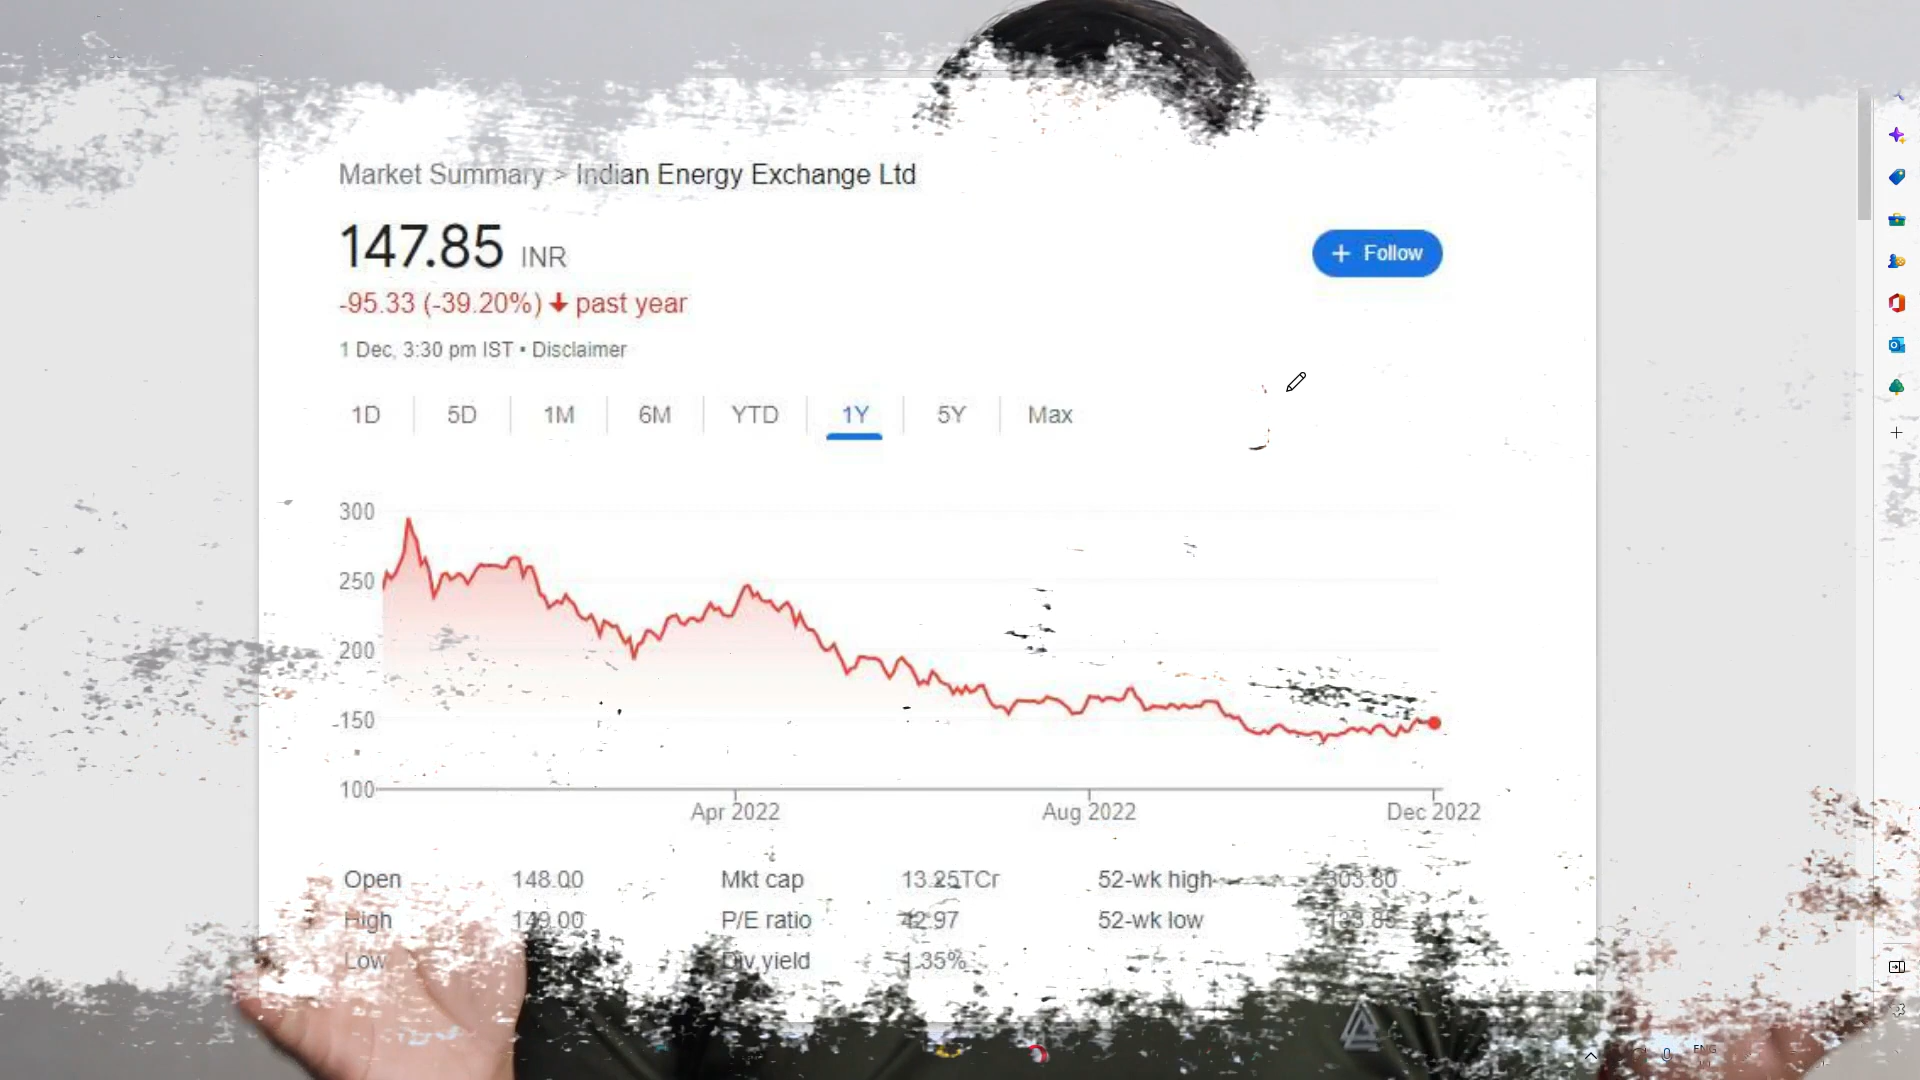 Market Summary > Indian Energy Exchange Ltd
147.85 INR
+ Follow
-95.33 (-39.20%) ↓ past year
1 Dec, 3:30 pm IST • Disclaimer
1D 5D 1M 6M YTD 1Y 5Y Max
300
250
200
150
100
Apr 2022 Aug 2022 Dec 2022
Open 148.00 Mkt cap 13.25TCr 52-wk high 303.80
High 149.00 P/E ratio 42.97 52-wk low
Low Div yield 1.35%
ENG